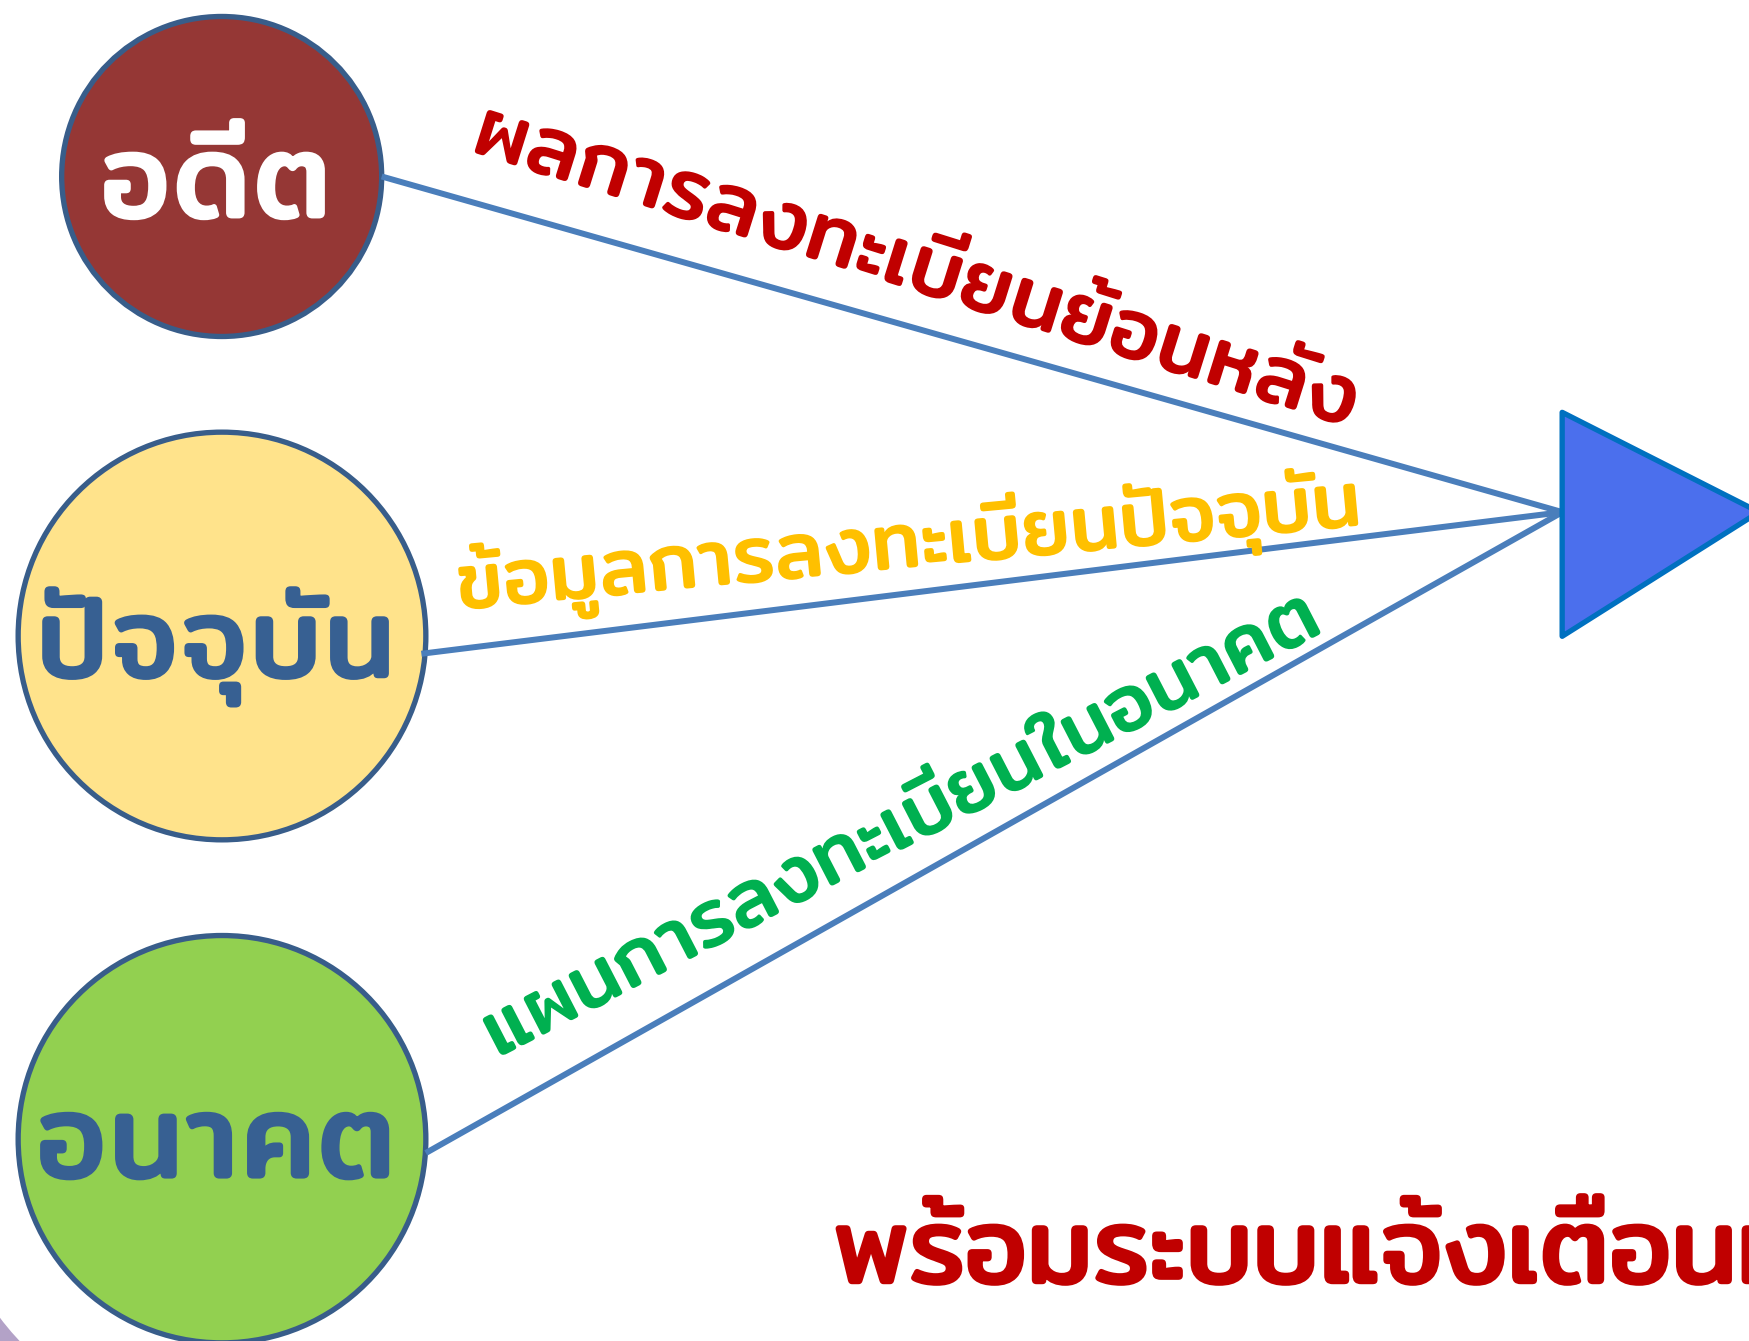 อดีต
ผลการลงทะเบียนย้อนหลัง
ปัจจุบัน
ข้อมูลการลงทะเบียนปัจจุบัน
อนาคต
แผนการลงทะเบียนในอนาคต
พร้อมระบบแจ้งเตือน